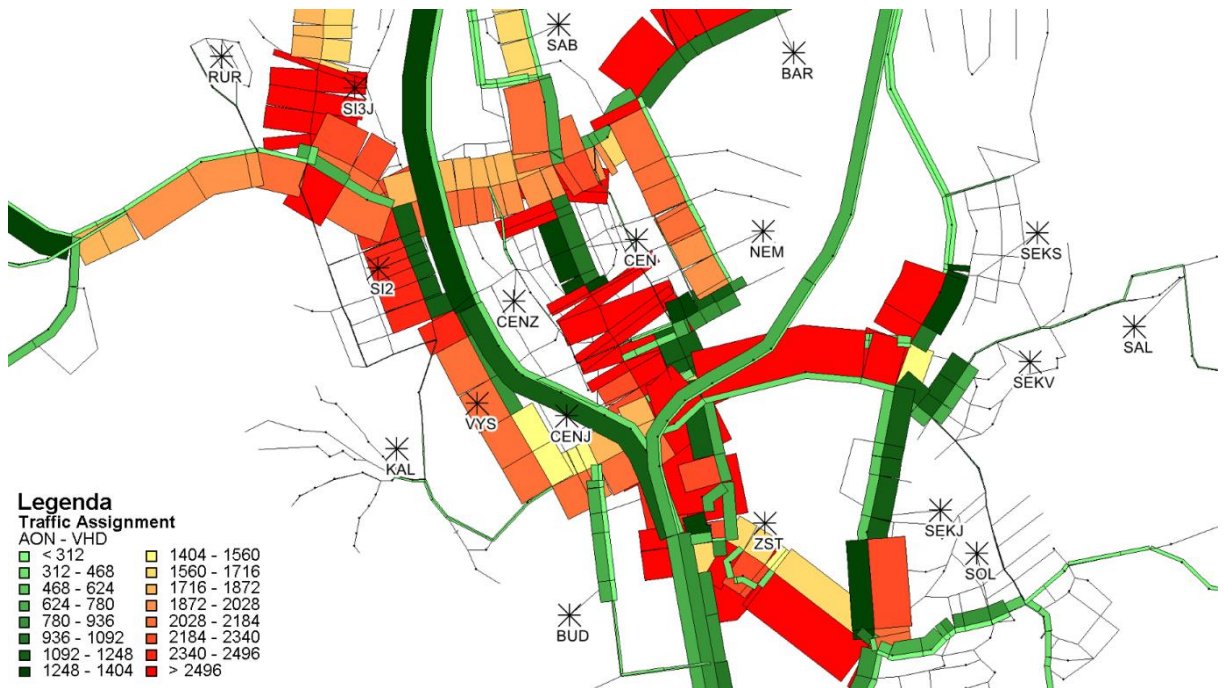 SAB
BAR
RUR
SI3J
SEKS
CEN
NEM
SI2
CENZ
SAL
SEKV
VYS
CENJ
KAL
SEKJ
ZST
SOL
BUD
Legenda
Traffic Assignment
AON - VHD
< 312 1404 - 1560
312 - 468 1560 - 1716
468 - 624 1716 - 1872
624 - 780 1872 - 2028
780 - 936 2028 - 2184
936 - 1092 2184 - 2340
1092 - 1248 2340 - 2496
1248 - 1404 > 2496